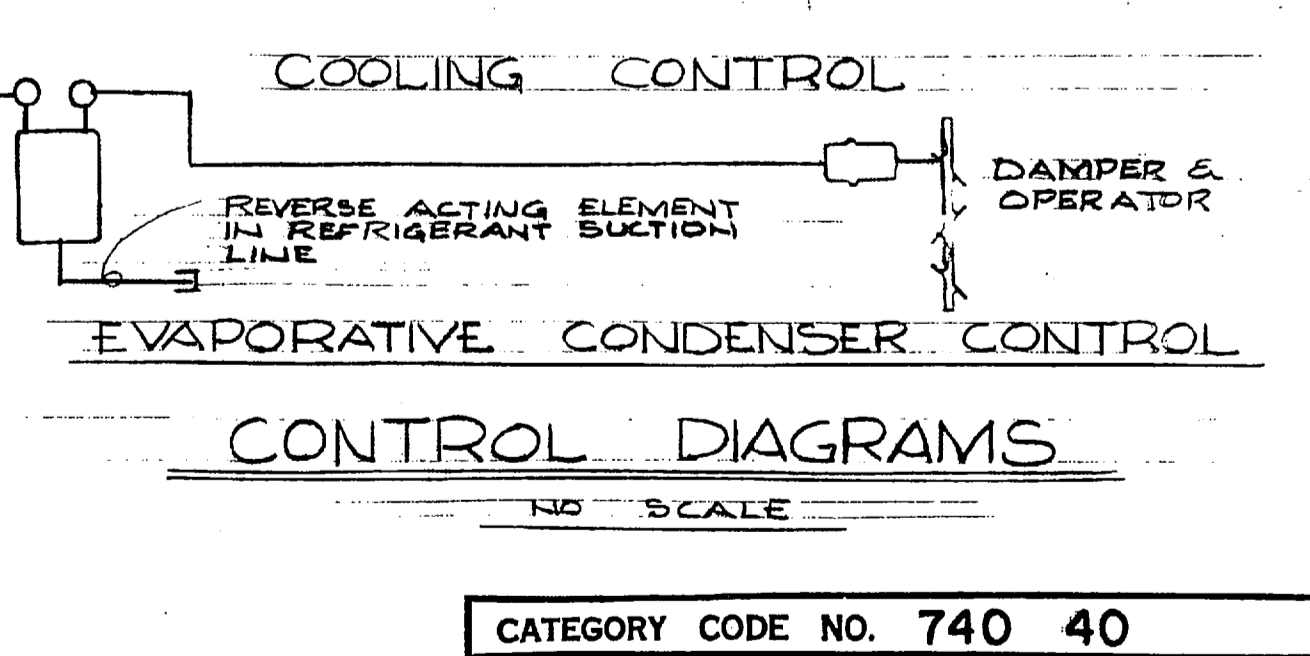 COOLING CONTROL
DAMPER &
OPERATOR
REVERSE ACTING ELEMENT
IN REFRIGERANT SUCTION
LINE
EVAPORATIVE CONDENSER CONTROL
CONTROL DIAGRAMS
NO SCALE
CATEGORY CODE NO. 740 40